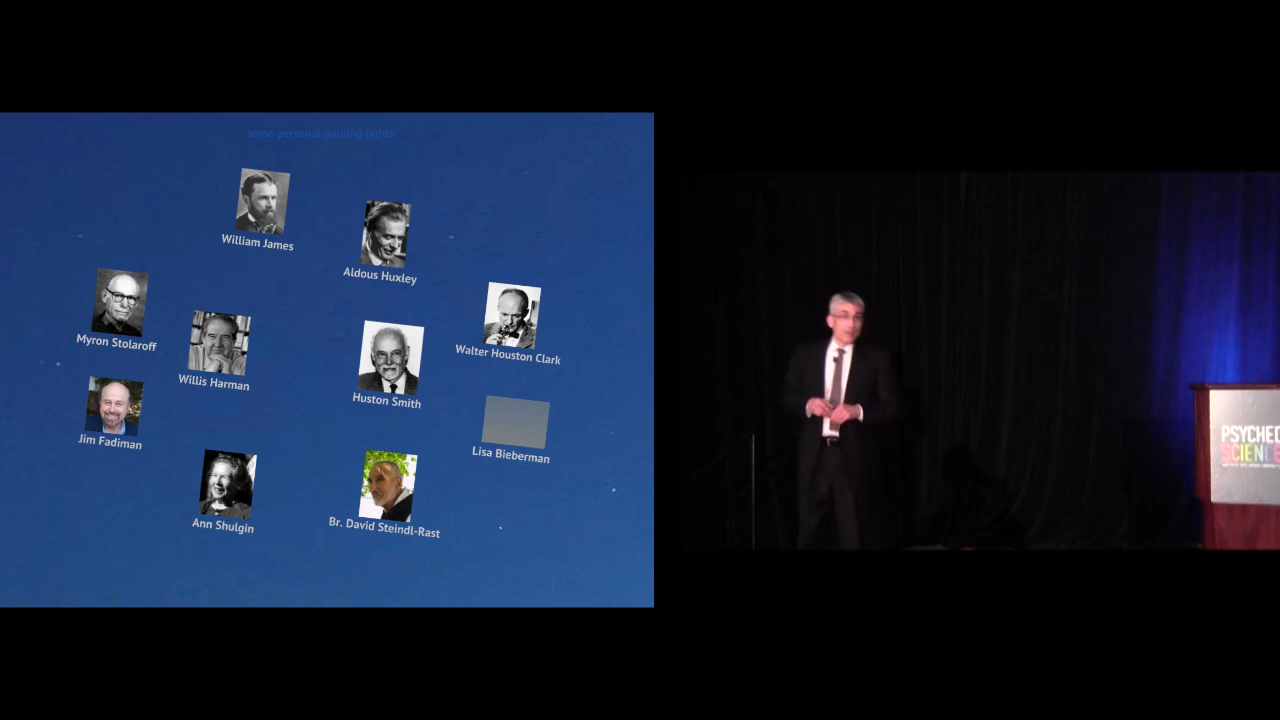 some personal guiding lights
William James
Aldous Huxley
Myron Stolaroff
Willis Harman
Huston Smith
Walter Houston Clark
Jim Fadiman
Lisa Bieberman
Ann Shulgin
Br. David Steindl-Rast
PSYCHED
SCIENC